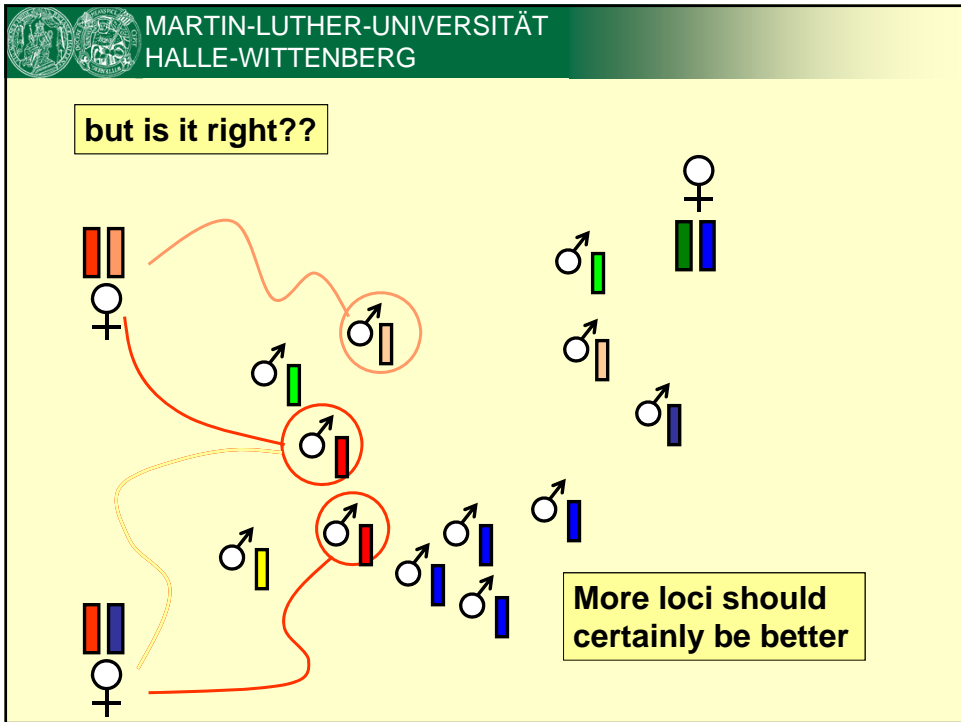 MARTIN-LUTHER-UNIVERSITÄT
HALLE-WITTENBERG
but is it right??
More loci should
certainly be better